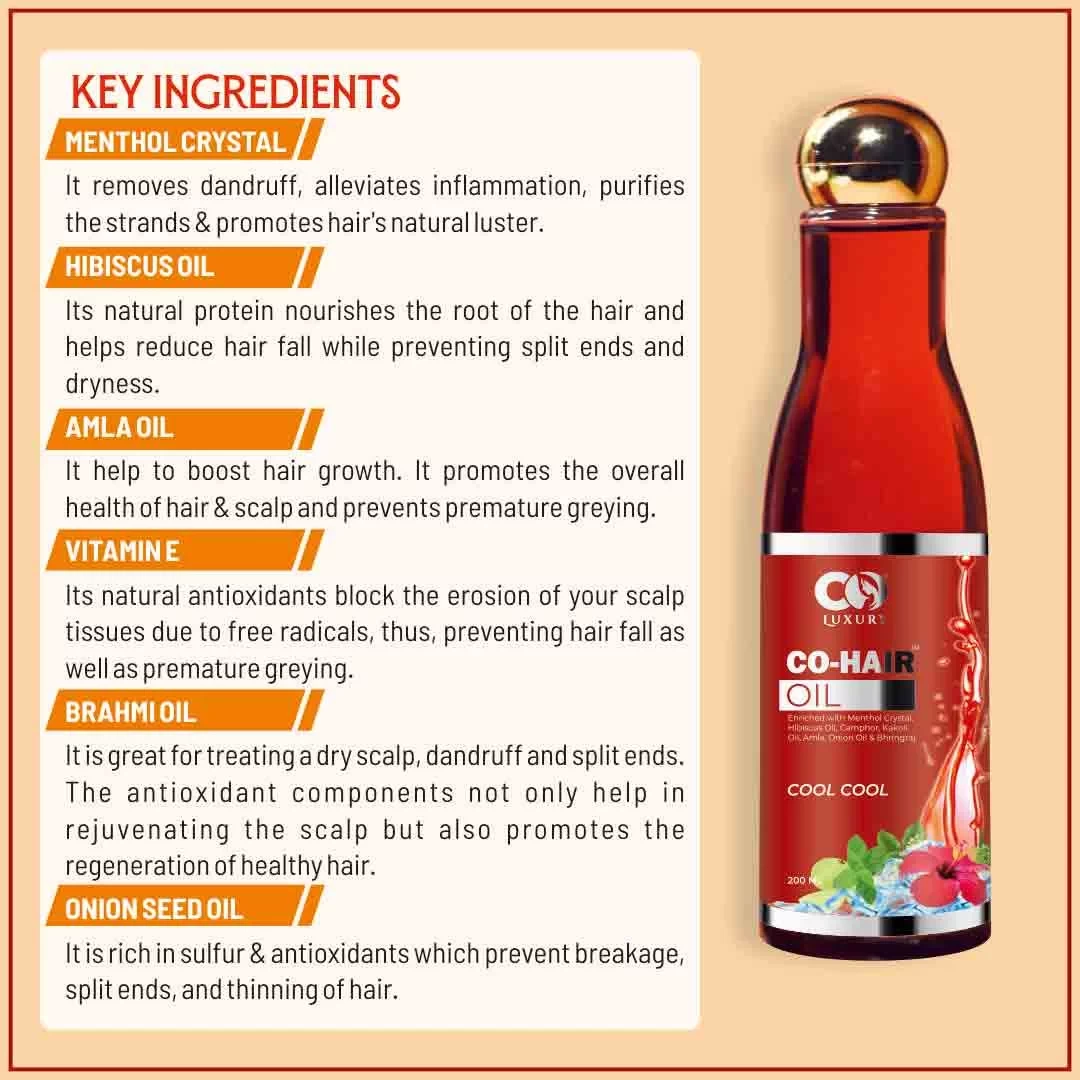 KEY INGREDIENTS
MENTHOL CRYSTAL
It removes dandruff, alleviates inflammation, purifies
the strands & promotes hair's natural luster.
HIBISCUS OIL
Its natural protein nourishes the root of the hair and
helps reduce hair fall while preventing split ends and
dryness.
AMLA OIL
It help to boost hair growth. It promotes the overall
health of hair & scalp and prevents premature greying.
VITAMIN E
Its natural antioxidants block the erosion of your scalp
tissues due to free radicals, thus, preventing hair fall as
well as premature greying.
BRAHMI OIL
It is great for treating a dry scalp, dandruff and split ends.
The antioxidant components not only help in
rejuvenating the scalp but also promotes the
regeneration of healthy hair.
ONION SEED OIL
It is rich in sulfur & antioxidants which prevent breakage,
split ends, and thinning of hair.
CO
LUXURY
CO-HAIR™
OIL
Enriched with Menthol Crystal,
Hibiscus Oil, Camphor, Kakoli
Oil, Amla, Onion Oil & Bhringraj
COOL COOL
200 ML